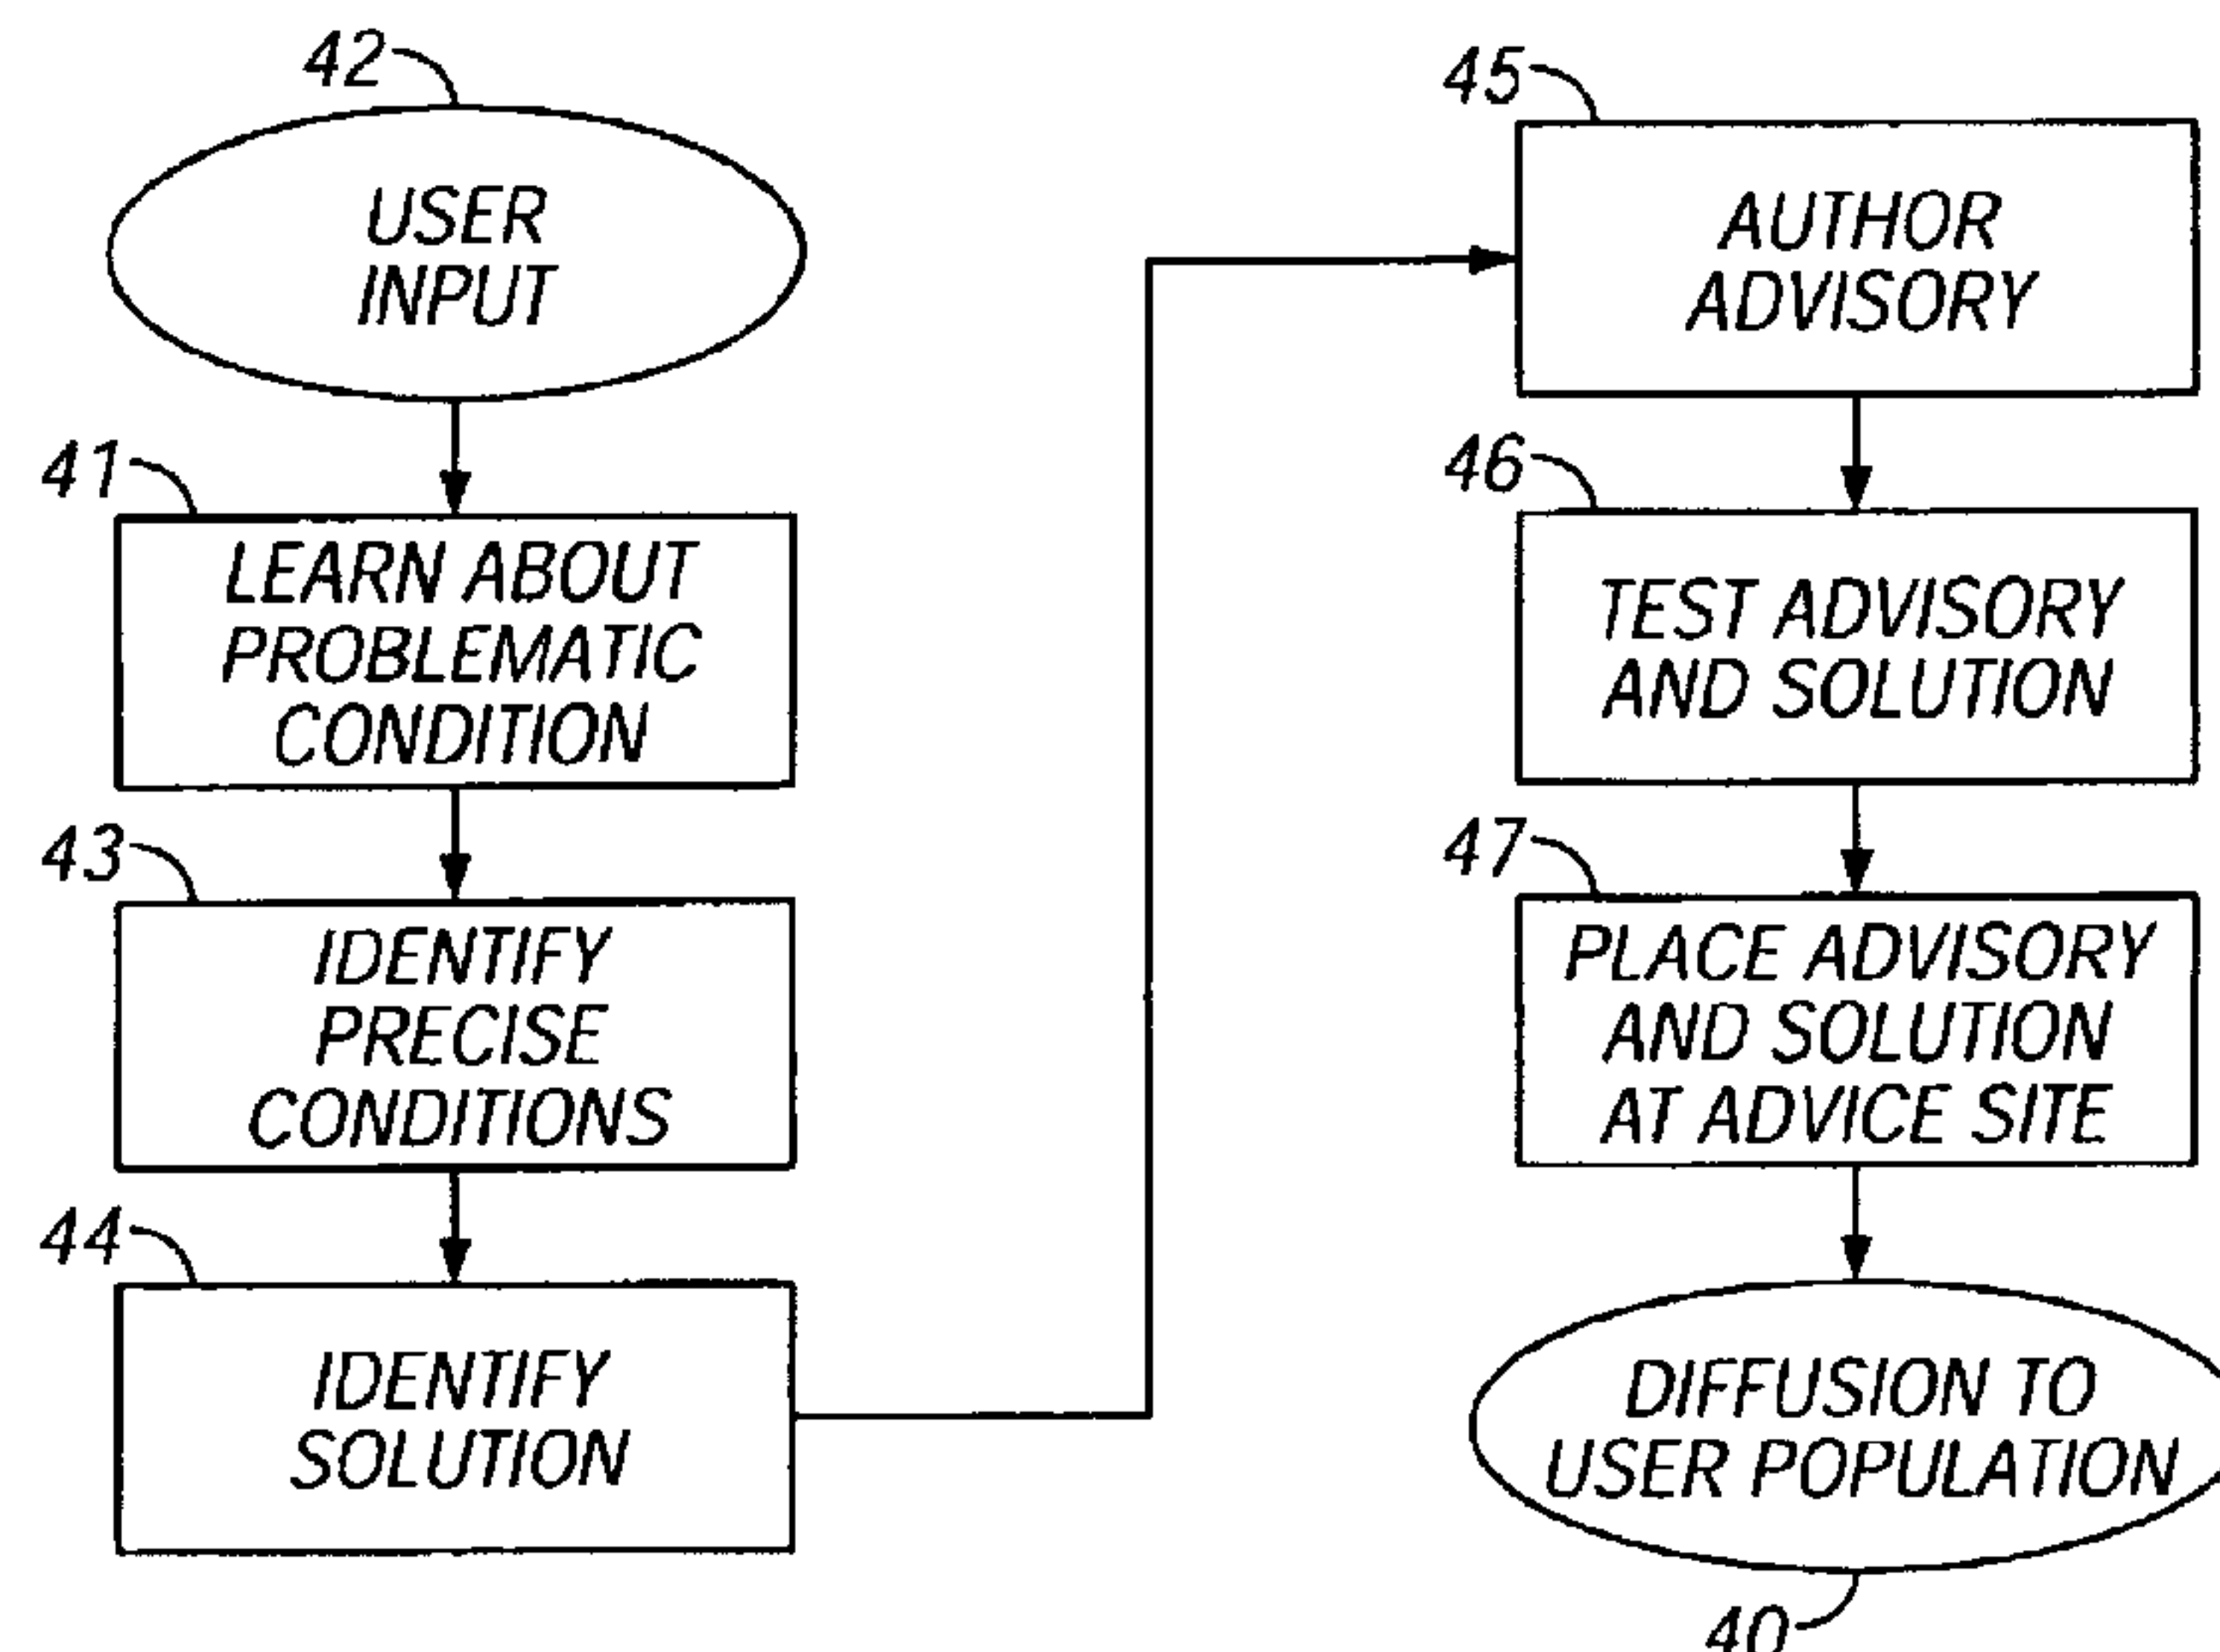 42
USER
INPUT
41
LEARN ABOUT
PROBLEMATIC
CONDITION
43
IDENTIFY
PRECISE
CONDITIONS
44
IDENTIFY
SOLUTION
45
AUTHOR
ADVISORY
46
TEST ADVISORY
AND SOLUTION
47
PLACE ADVISORY
AND SOLUTION
AT ADVICE SITE
DIFFUSION TO
USER POPULATION
40